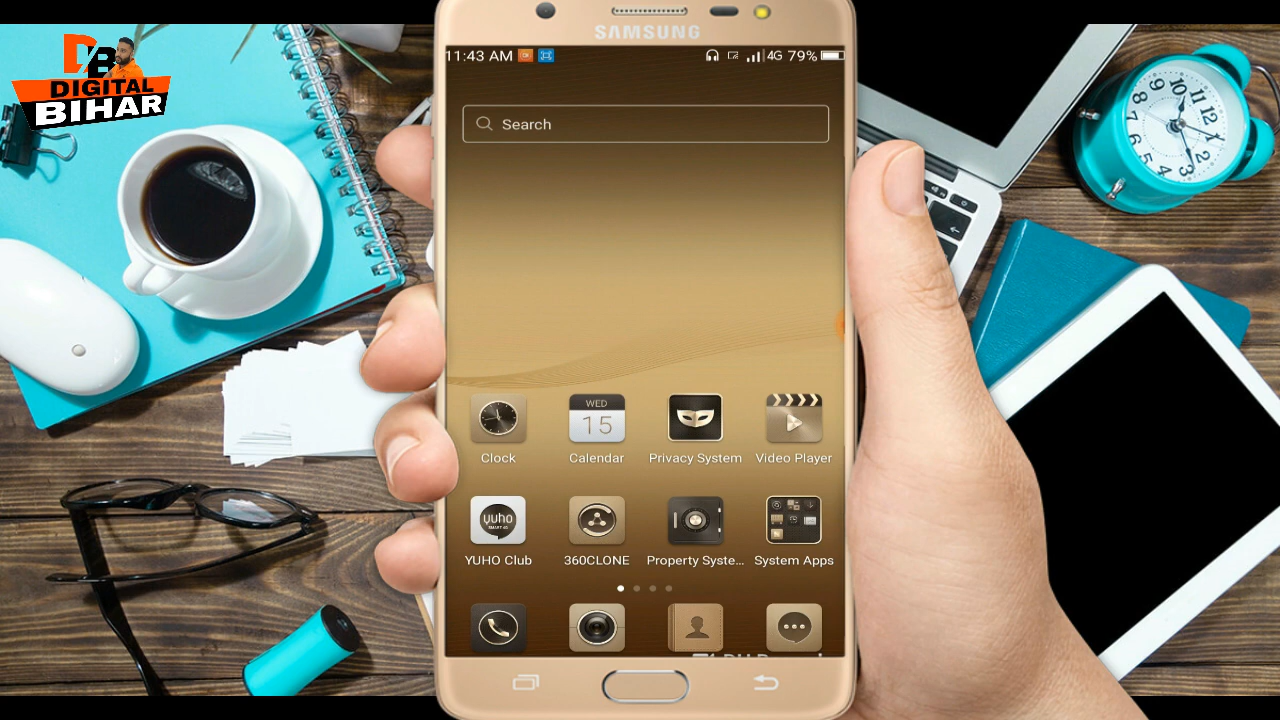 DB
DIGITAL
BIHAR
SAMSUNG
11:43 AM
4G 79%
Search
WED
15
Clock
Calendar
Privacy System
Video Player
yuho
SMART 4G
YUHO Club
360CLONE
Property Syste...
System Apps